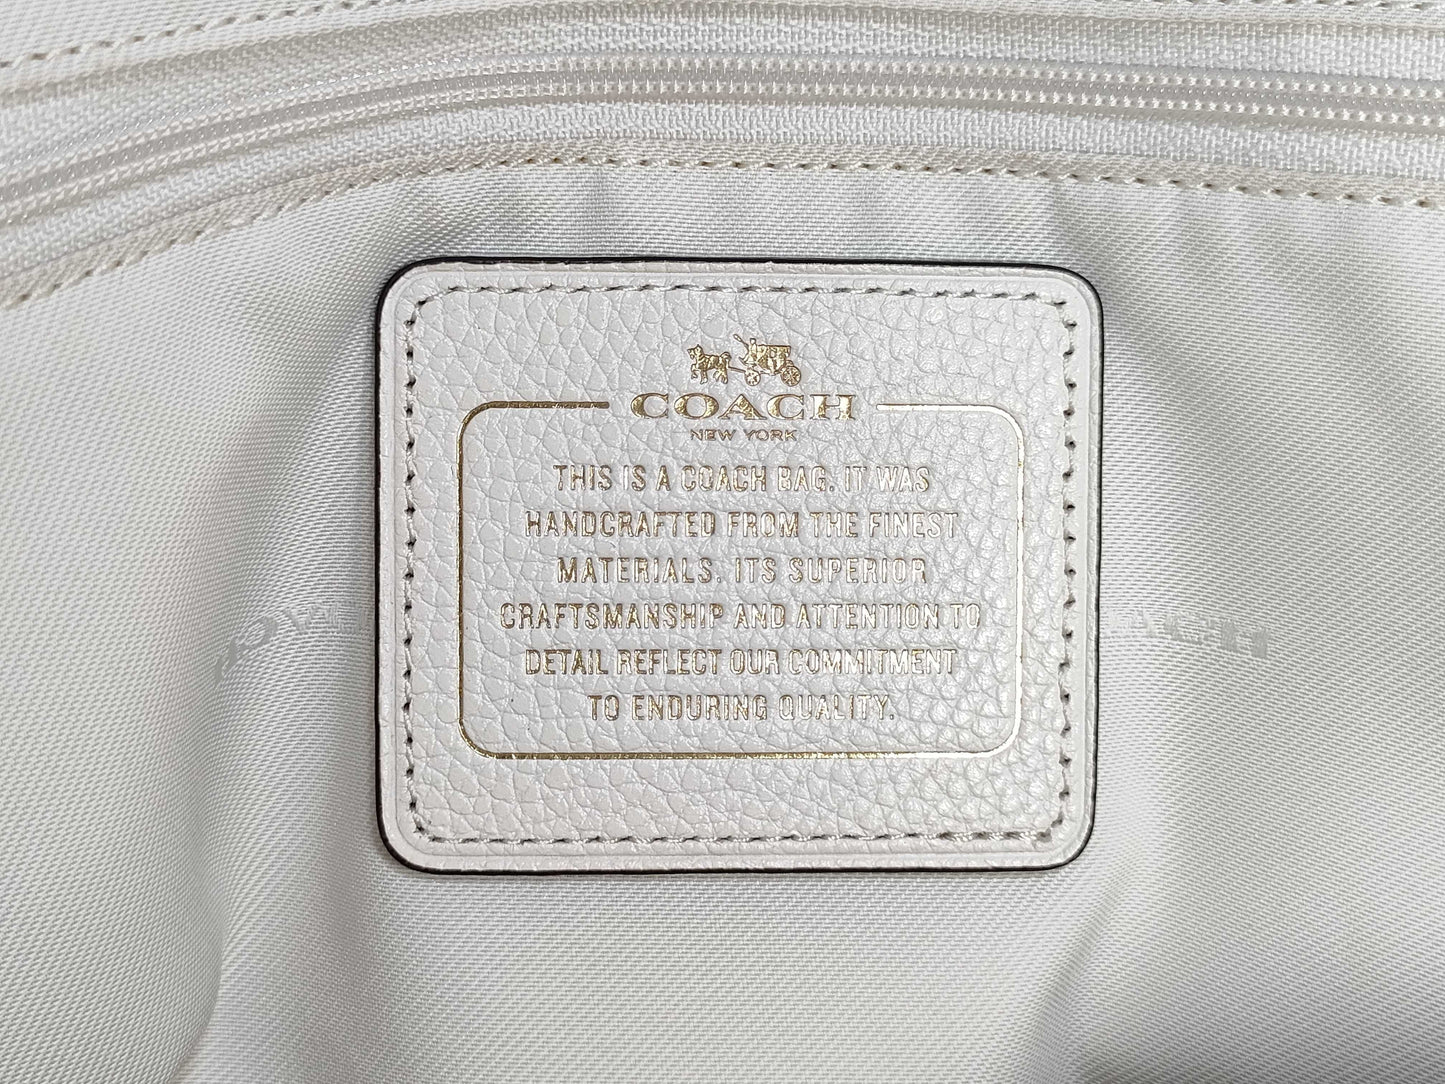 COACH
NEW YORK
THIS IS A COACH BAG. IT WAS
HANDCRAFTED FROM THE FINEST
MATERIALS. ITS SUPERIOR
CRAFTSMANSHIP AND ATTENTION TO
DETAIL REFLECT OUR COMMITMENT
TO ENDURING QUALITY.